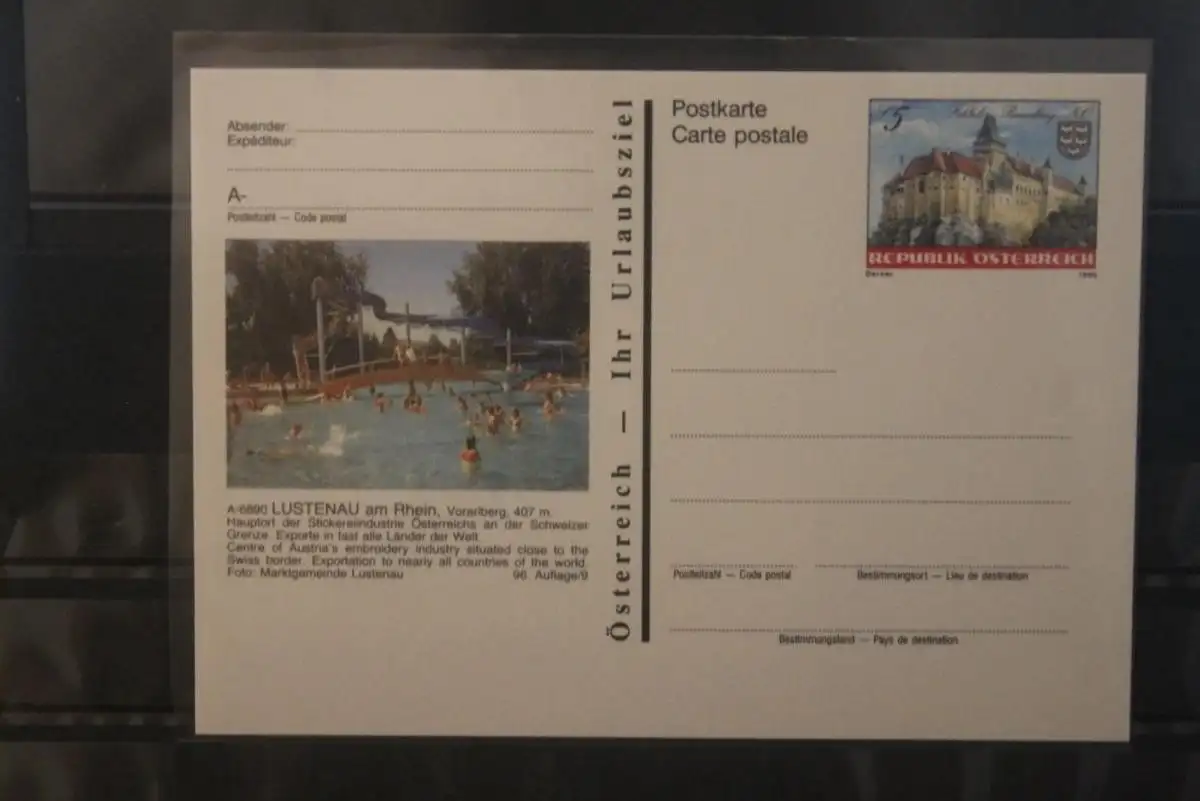 Absender:
Expéditeur:
A-
Postleitzahl — Code postal
A-6890 LUSTENAU am Rhein, Vorarlberg, 407 m.
Hauptort der Stickereiindustrie Österreichs an der Schweizer
Grenze. Exporte in fast alle Länder der Welt.
Centre of Austria's embroidery industry situated close to the
Swiss border. Exportation to nearly all countries of the world.
Foto: Marktgemeinde Lustenau 96. Auflage/9
Österreich — Ihr Urlaubsziel
Postkarte
Carte postale
5
REPUBLIK ÖSTERREICH
Postleitzahl — Code postal
Bestimmungsort — Lieu de destination
Bestimmungsland — Pays de destination